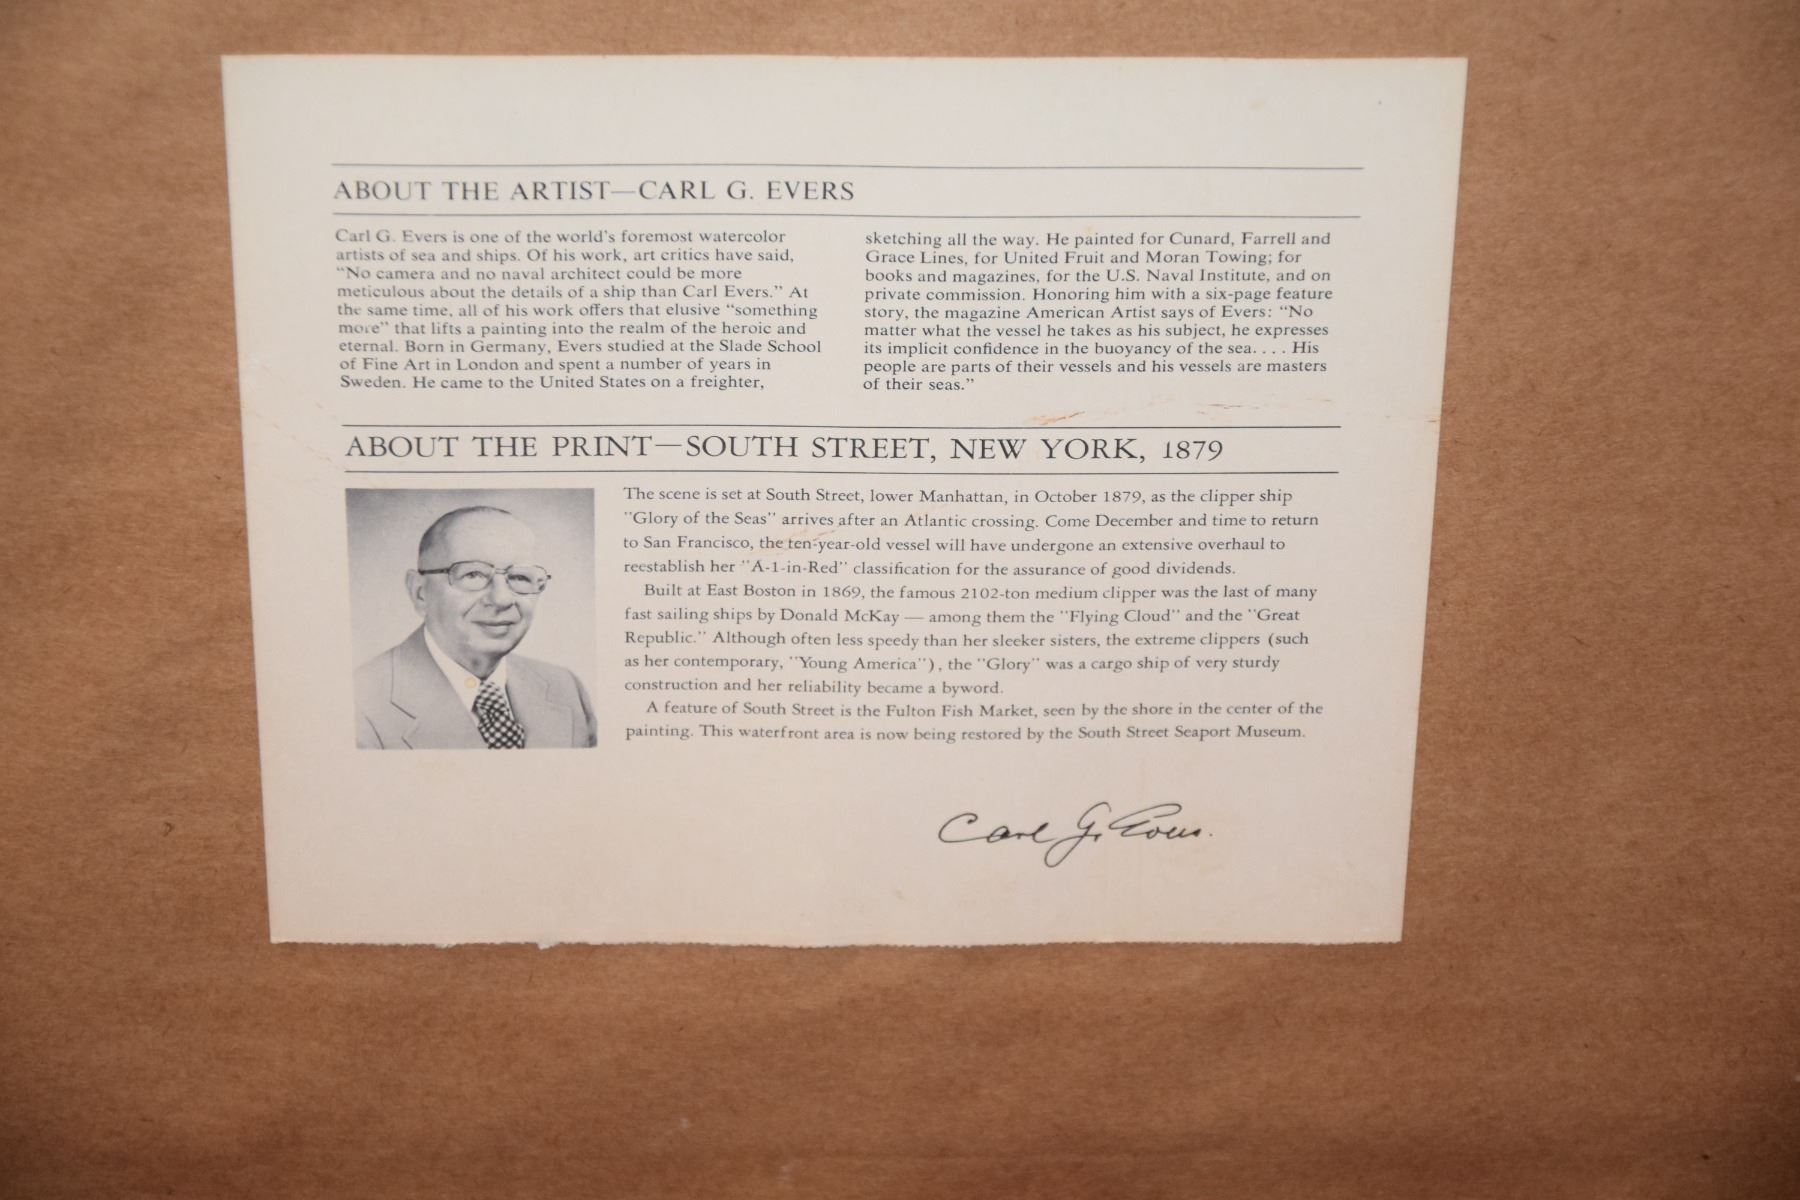 ABOUT THE ARTIST—CARL G. EVERS
Carl G. Evers is one of the world's foremost watercolor
artists of sea and ships. Of his work, art critics have said,
"No camera and no naval architect could be more
meticulous about the details of a ship than Carl Evers." At
the same time, all of his work offers that elusive "something
more" that lifts a painting into the realm of the heroic and
eternal. Born in Germany, Evers studied at the Slade School
of Fine Art in London and spent a number of years in
Sweden. He came to the United States on a freighter,
sketching all the way. He painted for Cunard, Farrell and
Grace Lines, for United Fruit and Moran Towing; for
books and magazines, for the U.S. Naval Institute, and on
private commission. Honoring him with a six-page feature
story, the magazine American Artist says of Evers: "No
matter what the vessel he takes as his subject, he expresses
its implicit confidence in the buoyancy of the sea. . . . His
people are parts of their vessels and his vessels are masters
of their seas."
ABOUT THE PRINT—SOUTH STREET, NEW YORK, 1879
The scene is set at South Street, lower Manhattan, in October 1879, as the clipper ship
"Glory of the Seas" arrives after an Atlantic crossing. Come December and time to return
to San Francisco, the ten-year-old vessel will have undergone an extensive overhaul to
reestablish her "A-1-in-Red" classification for the assurance of good dividends.
Built at East Boston in 1869, the famous 2102-ton medium clipper was the last of many
fast sailing ships by Donald McKay — among them the "Flying Cloud" and the "Great
Republic." Although often less speedy than her sleeker sisters, the extreme clippers (such
as her contemporary, "Young America"), the "Glory" was a cargo ship of very sturdy
construction and her reliability became a byword.
A feature of South Street is the Fulton Fish Market, seen by the shore in the center of the
painting. This waterfront area is now being restored by the South Street Seaport Museum.
Carl G. Evers.